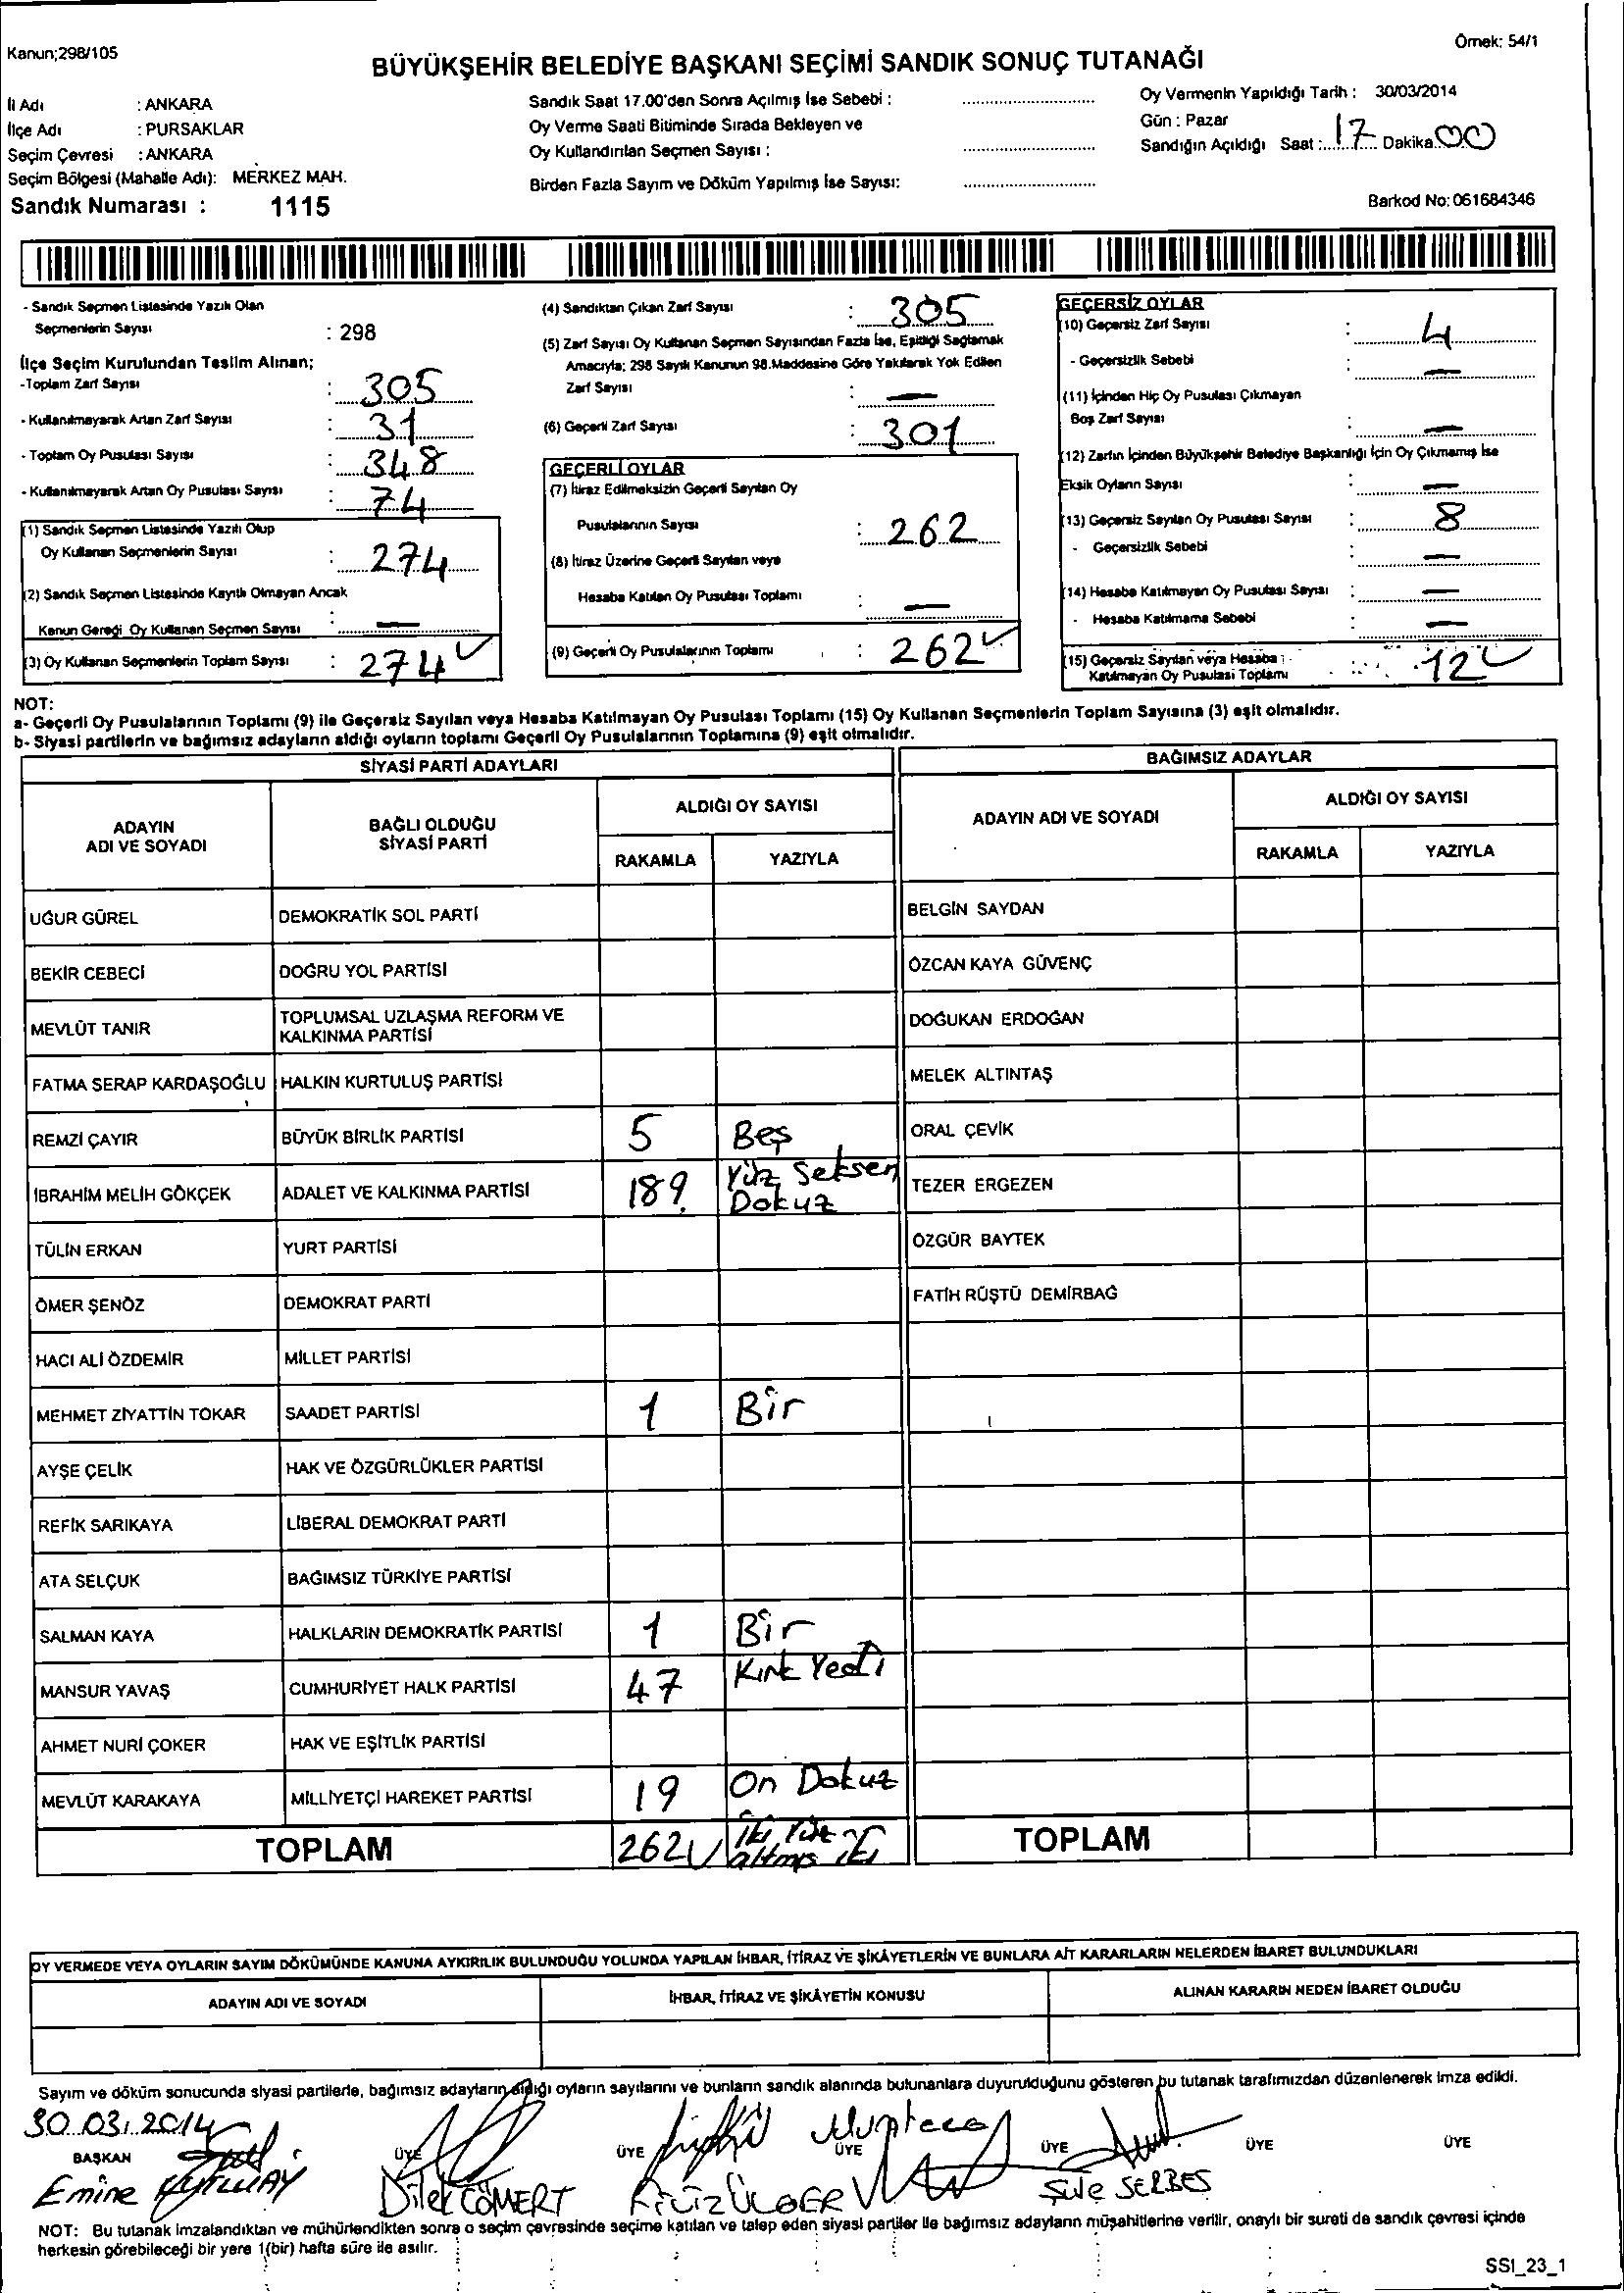 Kanun;298/105
Örnek: 54/1
BÜYÜKŞEHİR BELEDİYE BAŞKANI SEÇİMİ SANDIK SONUÇ TUTANAĞI
İl Adı : ANKARA
İlçe Adı : PURSAKLAR
Seçim Çevresi : ANKARA
Seçim Bölgesi (Mahalle Adı): MERKEZ MAH.
Sandık Numarası : 1115
Sandık Saat 17.00'den Sonra Açılmış İse Sebebi :
Oy Verme Saati Bitiminde Sırada Bekleyen ve
Oy Kullandırılan Seçmen Sayısı :
Birden Fazla Sayım ve Döküm Yapılmış İse Sayısı:
Oy Vermenin Yapıldığı Tarih : 30/03/2014
Gün : Pazar
Sandığın Açıldığı Saat : 17 Dakika 00
Barkod No: 061684346
- Sandık Seçmen Listesinde Yazılı Olan
Seçmenlerin Sayısı : 298
İlçe Seçim Kurulundan Teslim Alınan;
-Toplam Zarf Sayısı : 305
- Kullanılmayarak Artan Zarf Sayısı : 31
- Toplam Oy Pusulası Sayısı : 348
- Kullanılmayarak Artan Oy Pusulası Sayısı : 74
(1) Sandık Seçmen Listesinde Yazılı Olup
Oy Kullanan Seçmenlerin Sayısı : 274
(2) Sandık Seçmen Listesinde Kayıtlı Olmayan Ancak
Kanun Gereği Oy Kullanan Seçmen Sayısı : —
(3) Oy Kullanan Seçmenlerin Toplam Sayısı : 274 ✓
(4) Sandıktan Çıkan Zarf Sayısı : 305
(5) Zarf Sayısı Oy Kullanan Seçmen Sayısından Fazla İse, Eşitliği Sağlamak
Amacıyla; 298 Sayılı Kanunun 98.Maddesine Göre Yakılarak Yok Edilen
Zarf Sayısı : —
(6) Geçerli Zarf Sayısı : 301
GEÇERLİ OYLAR
(7) İtiraz Edilmeksizin Geçerli Sayılan Oy
Pusulalarının Sayısı : 262
(8) İtiraz Üzerine Geçerli Sayılan veya
Hesaba Katılan Oy Pusulası Toplamı : —
(9) Geçerli Oy Pusulalarının Toplamı : 262 ✓
GEÇERSİZ OYLAR
(10) Geçersiz Zarf Sayısı : 4
- Geçersizlik Sebebi : —
(11) İçinden Hiç Oy Pusulası Çıkmayan
Boş Zarf Sayısı : —
(12) Zarfın İçinden Büyükşehir Belediye Başkanlığı İçin Oy Çıkmamış İse
Eksik Oyların Sayısı : —
(13) Geçersiz Sayılan Oy Pusulası Sayısı : 8
- Geçersizlik Sebebi : —
(14) Hesaba Katılmayan Oy Pusulası Sayısı : —
- Hesaba Katılmama Sebebi : —
(15) Geçersiz Sayılan veya Hesaba
Katılmayan Oy Pusulası Toplamı : 12 ✓
NOT:
a- Geçerli Oy Pusulalarının Toplamı (9) ile Geçersiz Sayılan veya Hesaba Katılmayan Oy Pusulası Toplamı (15) Oy Kullanan Seçmenlerin Toplam Sayısına (3) eşit olmalıdır.
b- Siyasi partilerin ve bağımsız adayların aldığı oyların toplamı Geçerli Oy Pusulalarının Toplamına (9) eşit olmalıdır.
SİYASİ PARTİ ADAYLARI
ADAYIN ADI VE SOYADI
BAĞLI OLDUĞU SİYASİ PARTİ
ALDIĞI OY SAYISI
RAKAMLA YAZIYLA
UĞUR GÜREL DEMOKRATİK SOL PARTİ
BEKİR CEBECİ DOĞRU YOL PARTİSİ
MEVLÜT TANIR TOPLUMSAL UZLAŞMA REFORM VE KALKINMA PARTİSİ
FATMA SERAP KARDAŞOĞLU HALKIN KURTULUŞ PARTİSİ
REMZİ ÇAYIR BÜYÜK BİRLİK PARTİSİ 5 Beş
İBRAHİM MELİH GÖKÇEK ADALET VE KALKINMA PARTİSİ 189 Yüz Seksen Dokuz
TÜLİN ERKAN YURT PARTİSİ
ÖMER ŞENÖZ DEMOKRAT PARTİ
HACI ALİ ÖZDEMİR MİLLET PARTİSİ
MEHMET ZİYATTİN TOKAR SAADET PARTİSİ 1 Bir
AYŞE ÇELİK HAK VE ÖZGÜRLÜKLER PARTİSİ
REFİK SARIKAYA LİBERAL DEMOKRAT PARTİ
ATA SELÇUK BAĞIMSIZ TÜRKİYE PARTİSİ
SALMAN KAYA HALKLARIN DEMOKRATİK PARTİSİ 1 Bir
MANSUR YAVAŞ CUMHURİYET HALK PARTİSİ 47 Kırk Yedi
AHMET NURİ ÇOKER HAK VE EŞİTLİK PARTİSİ
MEVLÜT KARAKAYA MİLLİYETÇİ HAREKET PARTİSİ 19 On Dokuz
TOPLAM 262 ✓ İki Yüz altmış iki
BAĞIMSIZ ADAYLAR
ADAYIN ADI VE SOYADI
ALDIĞI OY SAYISI
RAKAMLA YAZIYLA
BELGİN SAYDAN
ÖZCAN KAYA GÜVENÇ
DOĞUKAN ERDOĞAN
MELEK ALTINTAŞ
ORAL ÇEVİK
TEZER ERGEZEN
ÖZGÜR BAYTEK
FATİH RÜŞTÜ DEMİRBAĞ
TOPLAM
OY VERMEDE VEYA OYLARIN SAYIM DÖKÜMÜNDE KANUNA AYKIRILIK BULUNDUĞU YOLUNDA YAPILAN İHBAR, İTİRAZ VE ŞİKÂYETLERİN VE BUNLARA AİT KARARLARIN NELERDEN İBARET BULUNDUKLARI
ADAYIN ADI VE SOYADI
İHBAR, İTİRAZ VE ŞİKÂYETİN KONUSU
ALINAN KARARIN NEDEN İBARET OLDUĞU
Sayım ve döküm sonucunda siyasi partilerle, bağımsız adayların aldığı oyların sayılarını ve bunların sandık alanında bulunanlara duyurulduğunu gösteren bu tutanak tarafımızdan düzenlenerek imza edildi.
30.03.2014
BAŞKAN ÜYE ÜYE ÜYE ÜYE ÜYE ÜYE
Emine
Dilek CÖMERT
Şule SERBES
NOT: Bu tutanak imzalandıktan ve mühürlendikten sonra o seçim çevresinde seçime katılan ve talep eden siyasi partiler ile bağımsız adayların müşahitlerine verilir, onaylı bir sureti de sandık çevresi içinde
herkesin görebileceği bir yere 1(bir) hafta süre ile asılır.
SSI_23_1